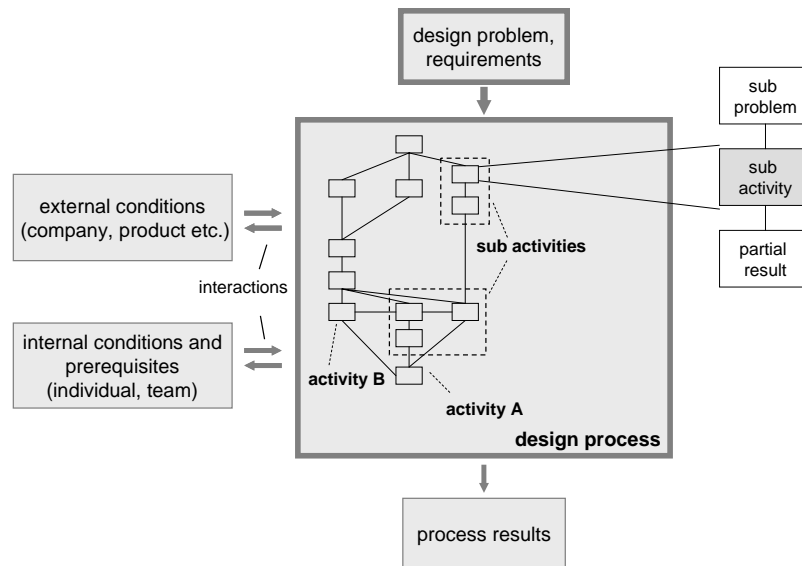 design problem,
requirements
sub
problem
sub
activity
partial
result
external conditions
(company, product etc.)
sub activities
interactions
internal conditions and
prerequisites
(individual, team)
activity B
activity A
design process
process results